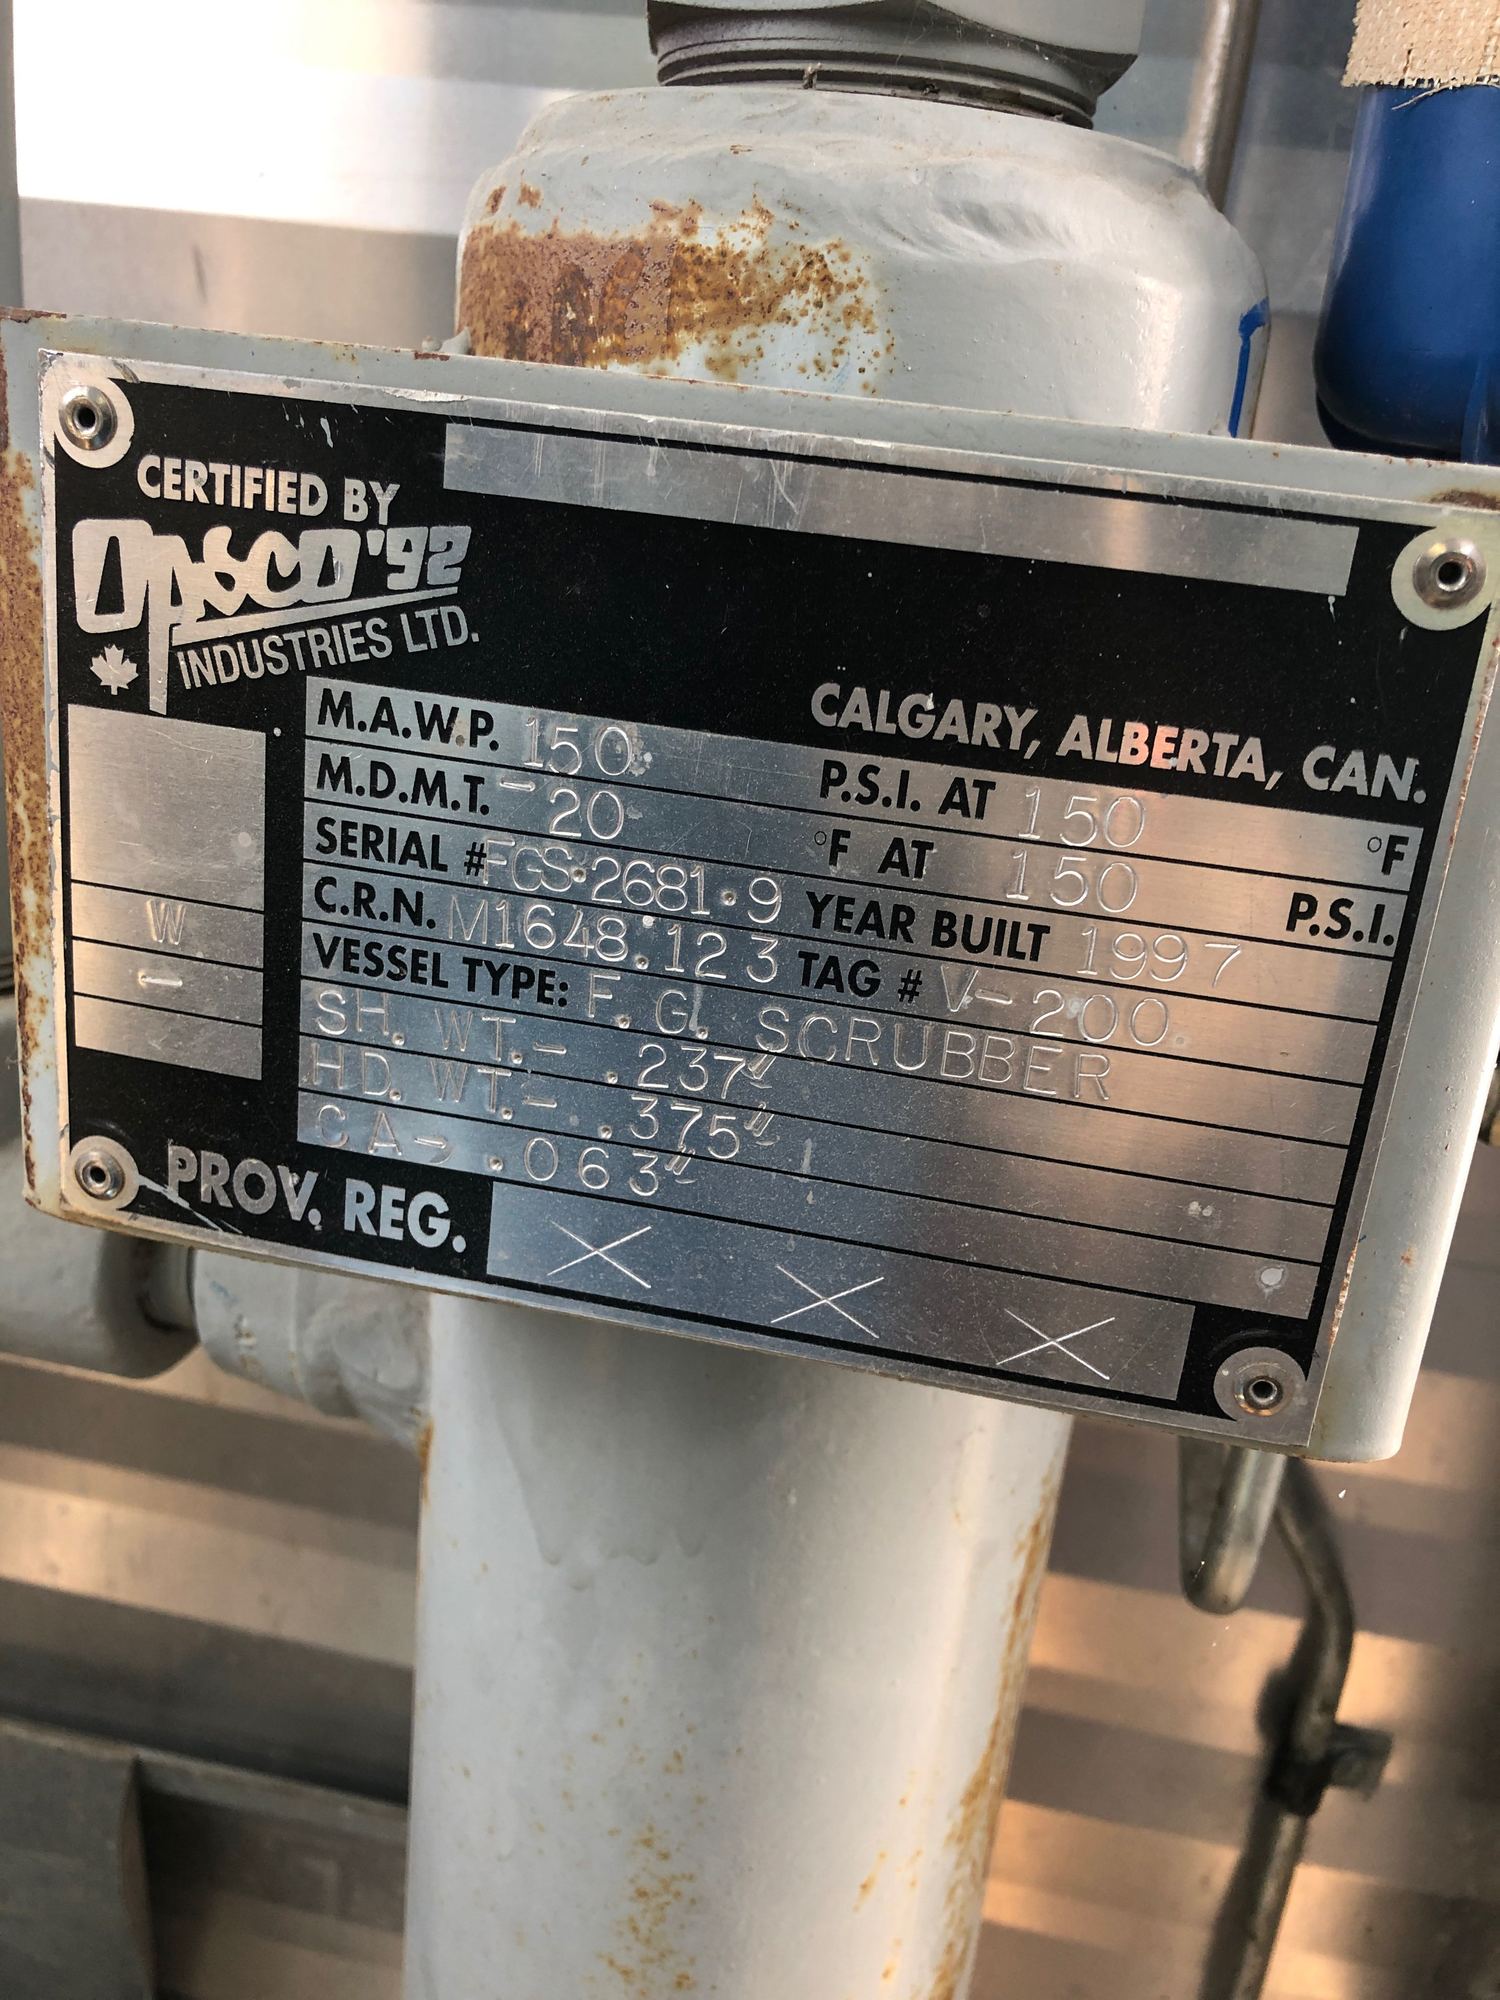 CERTIFIED BY
OPSCO '92
INDUSTRIES LTD.
CALGARY, ALBERTA, CAN.
M.A.W.P. 150 P.S.I. AT 150 °F
M.D.M.T. -20 °F AT 150 P.S.I.
SERIAL # FGS.2681.9 YEAR BUILT 1997
C.R.N. M1648.123 TAG # V-200
VESSEL TYPE: F.G. SCRUBBER
SH. WT.- .237"
HD. WT.- .375"
CA- .063"
W
-
PROV. REG. X X X